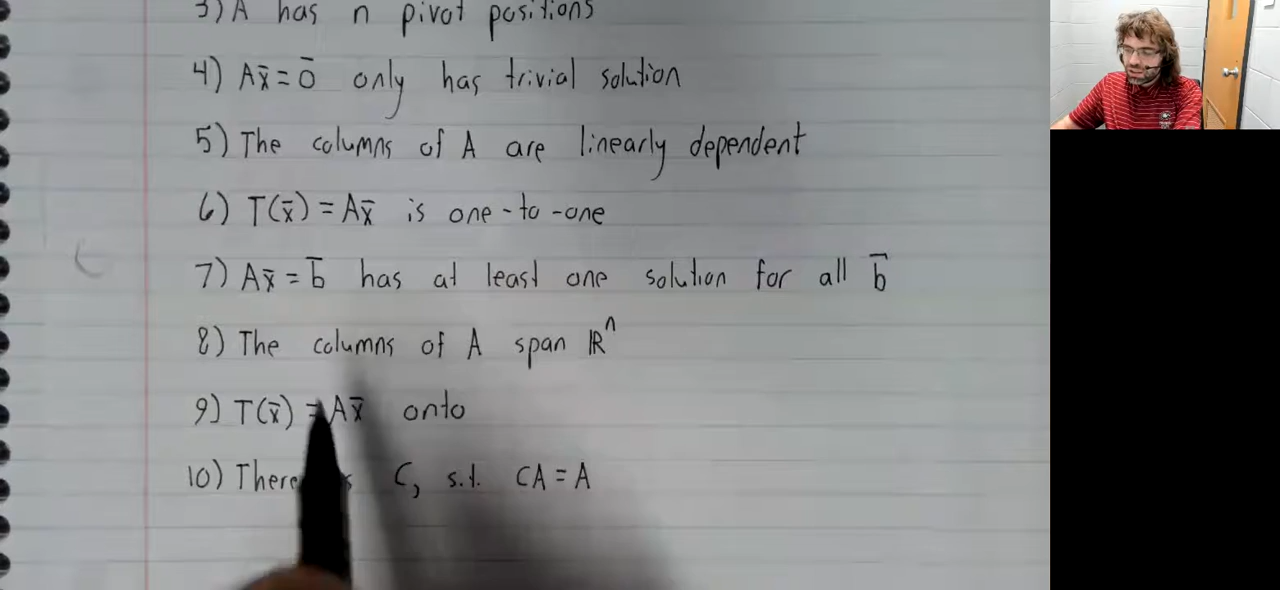 3) A has n pivot positions
4) Ax̄ = ō only has trivial solution
5) The columns of A are linearly dependent
6) T(x̄) = Ax̄ is one-to-one
7) Ax̄ = b̄ has at least one solution for all b̄
8) The columns of A span ℝⁿ
9) T(x̄) = Ax̄ onto
10) There C, s.t. CA = A